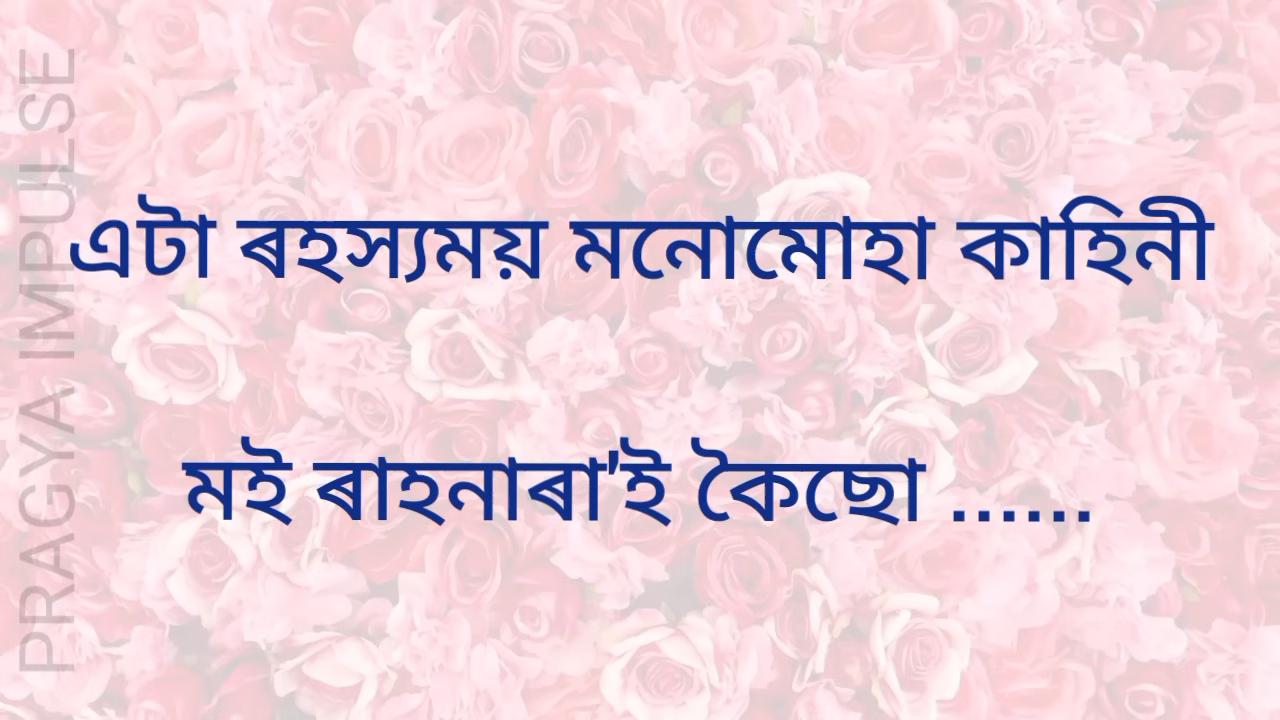 এটা ৰহস্যময় মনোমোহা কাহিনী
মই ৰাহনাৰা'ই কৈছো ......
PRAGYA IMPULSE